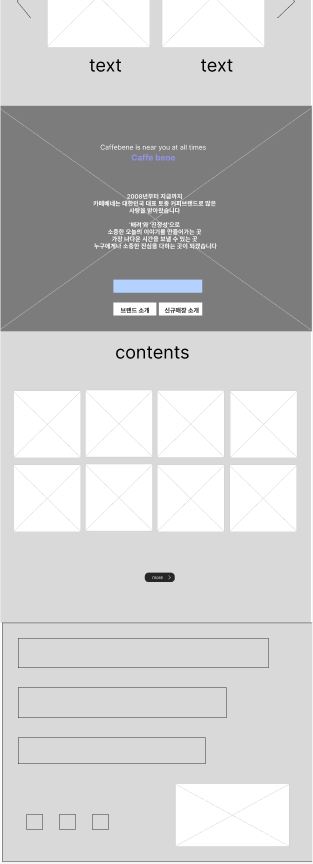 text
text
Caffebene is near you at all times
Caffe bene
2008년부터 지금까지
카페베네는 대한민국 대표 토종 커피브랜드로 많은
사랑을 받아왔습니다
'배려'와 '진정성'으로
소중한 오늘의 이야기를 만들어가는 곳
가장 나다운 시간을 보낼 수 있는 곳
누구에게나 소중한 진심을 다하는 곳이 되겠습니다
브랜드 소개
신규매장 소개
contents
more